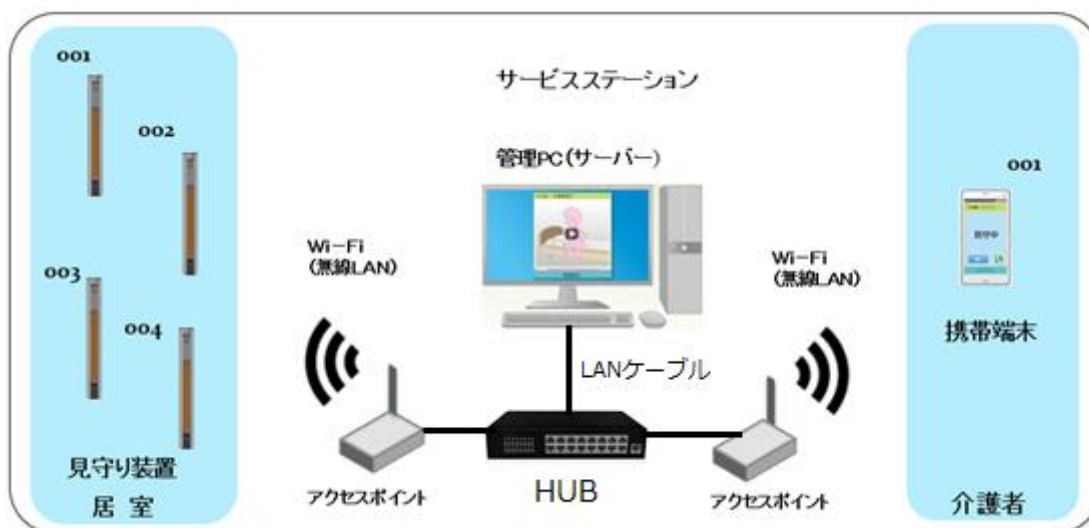 001
002
003
004
見守り装置
居 室
サービスステーション
管理PC(サーバー)
Wi-Fi
(無線LAN)
LANケーブル
アクセスポイント
HUB
Wi-Fi
(無線LAN)
アクセスポイント
001
見守中
携帯端末
介護者